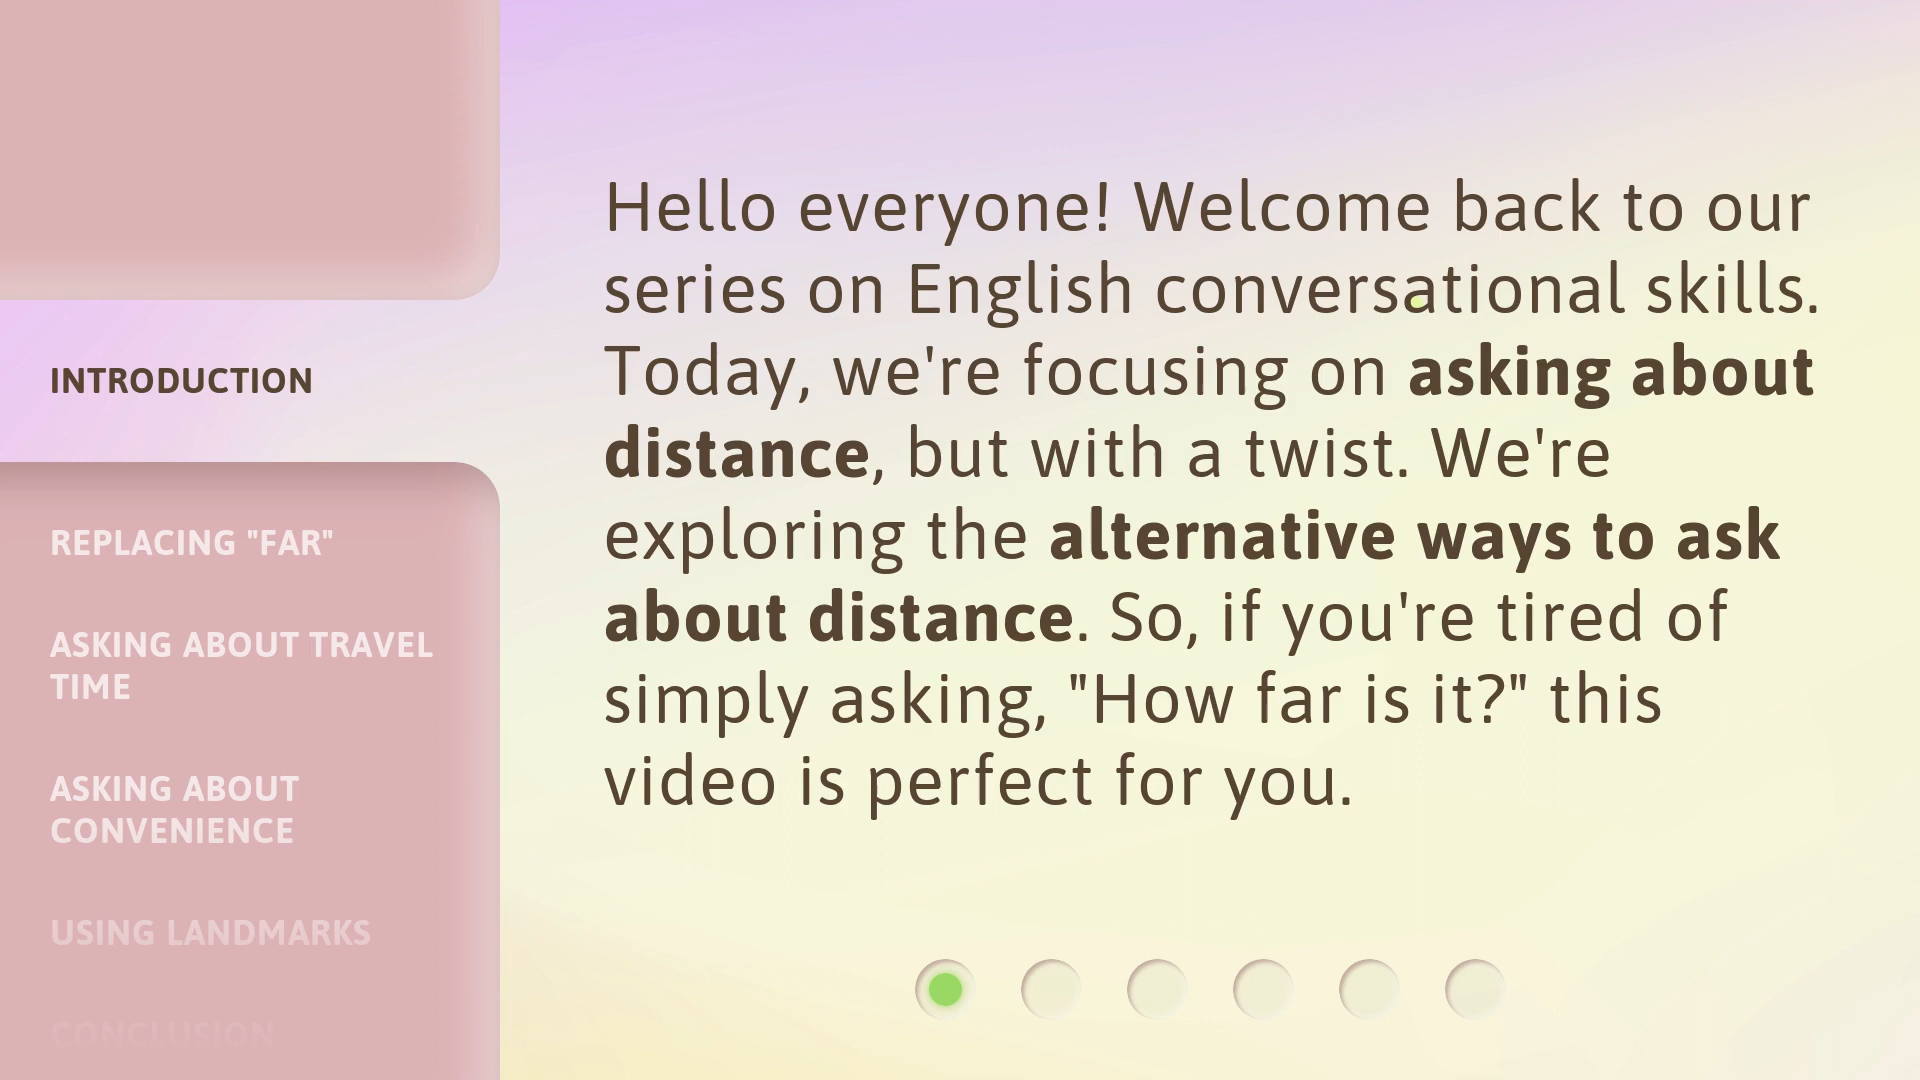 INTRODUCTION
REPLACING "FAR"
ASKING ABOUT TRAVEL
TIME
ASKING ABOUT
CONVENIENCE
USING LANDMARKS
CONCLUSION
Hello everyone! Welcome back to our
series on English conversational skills.
Today, we're focusing on asking about
distance, but with a twist. We're
exploring the alternative ways to ask
about distance. So, if you're tired of
simply asking, "How far is it?" this
video is perfect for you.